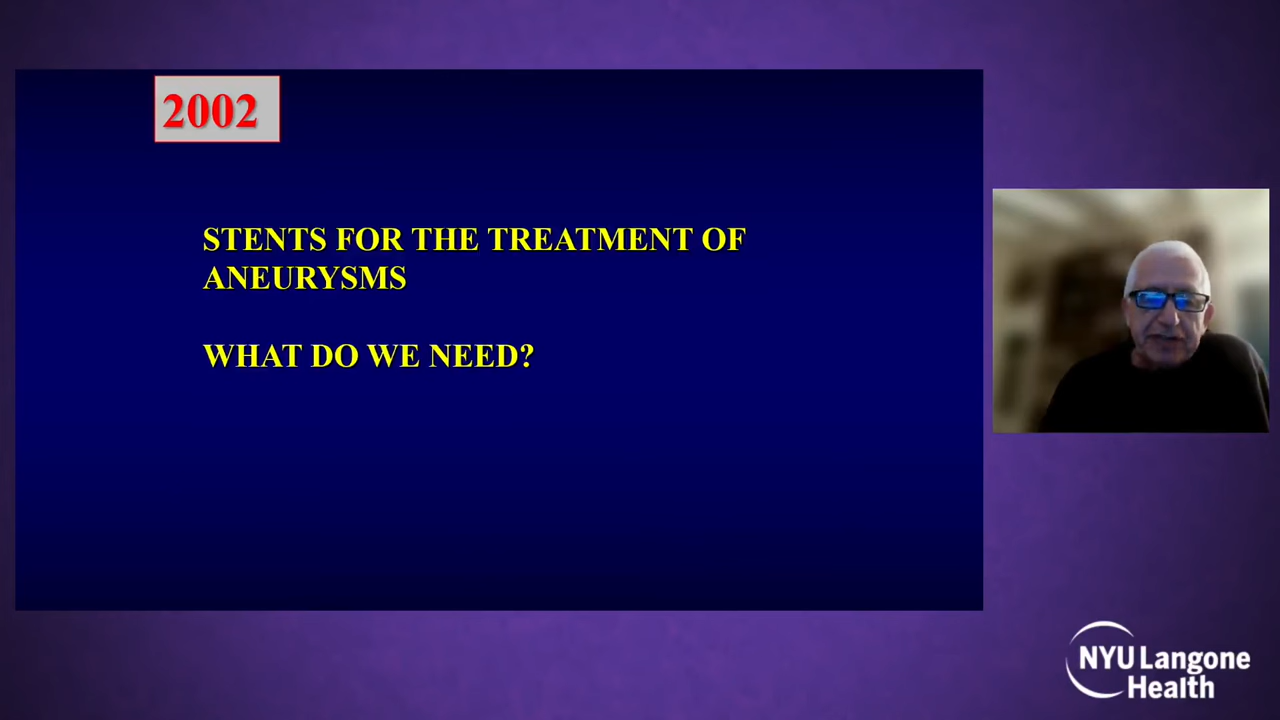 2002
STENTS FOR THE TREATMENT OF
ANEURYSMS
WHAT DO WE NEED?
NYU Langone
Health